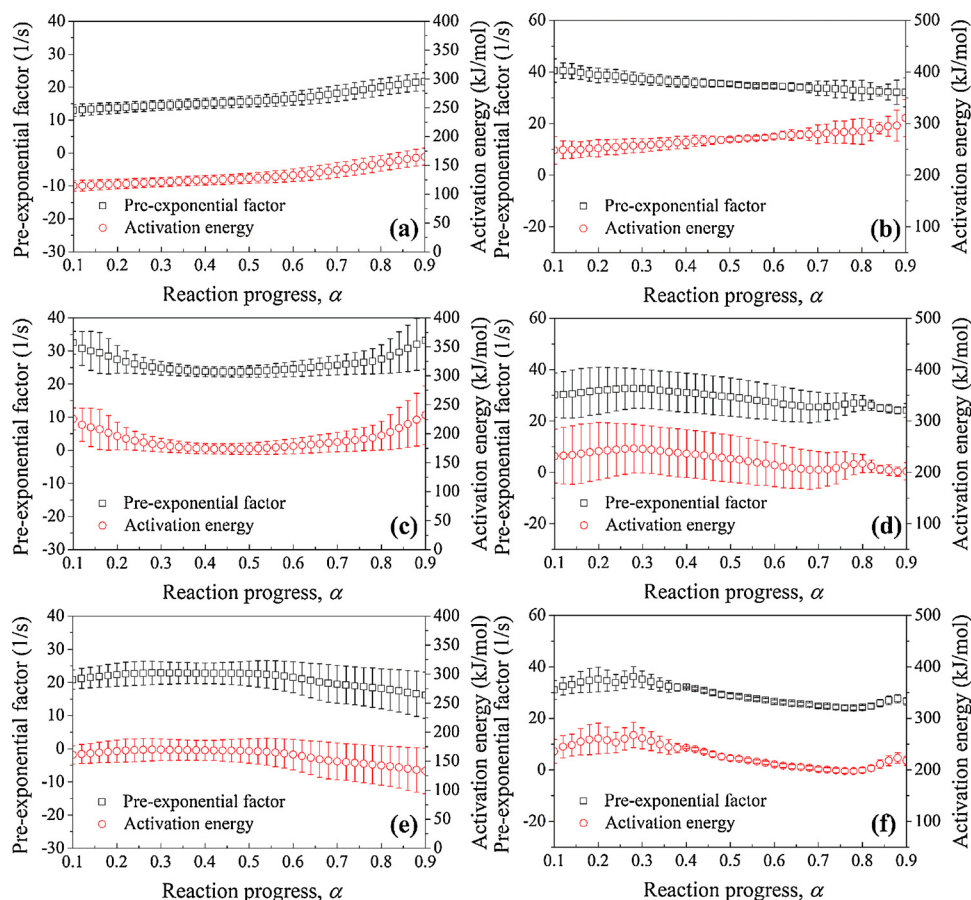 Pre-exponential factor (1/s)
40
30
20
10
0
-10
-20
-30
Pre-exponential factor
Activation energy
(a)
400
350
300
250
200
150
100
50
0
Activation energy (kJ/mol)
0.1 0.2 0.3 0.4 0.5 0.6 0.7 0.8 0.9
Reaction progress, α
Pre-exponential factor (1/s)
60
40
20
0
-20
Pre-exponential factor
Activation energy
(b)
500
400
300
200
100
Activation energy (kJ/mol)
0.1 0.2 0.3 0.4 0.5 0.6 0.7 0.8 0.9
Reaction progress, α
Pre-exponential factor (1/s)
40
30
20
10
0
-10
-20
-30
Pre-exponential factor
Activation energy
(c)
400
350
300
250
200
150
100
50
0
Activation energy (kJ/mol)
0.1 0.2 0.3 0.4 0.5 0.6 0.7 0.8 0.9
Reaction progress, α
Pre-exponential factor (1/s)
60
40
20
0
-20
Pre-exponential factor
Activation energy
(d)
500
400
300
200
100
Activation energy (kJ/mol)
0.1 0.2 0.3 0.4 0.5 0.6 0.7 0.8 0.9
Reaction progress, α
Pre-exponential factor (1/s)
40
30
20
10
0
-10
-20
-30
Pre-exponential factor
Activation energy
(e)
400
350
300
250
200
150
100
50
0
Activation energy (kJ/mol)
0.1 0.2 0.3 0.4 0.5 0.6 0.7 0.8 0.9
Reaction progress, α
Pre-exponential factor (1/s)
60
40
20
0
-20
Pre-exponential factor
Activation energy
(f)
500
400
300
200
100
Activation energy (kJ/mol)
0.1 0.2 0.3 0.4 0.5 0.6 0.7 0.8 0.9
Reaction progress, α